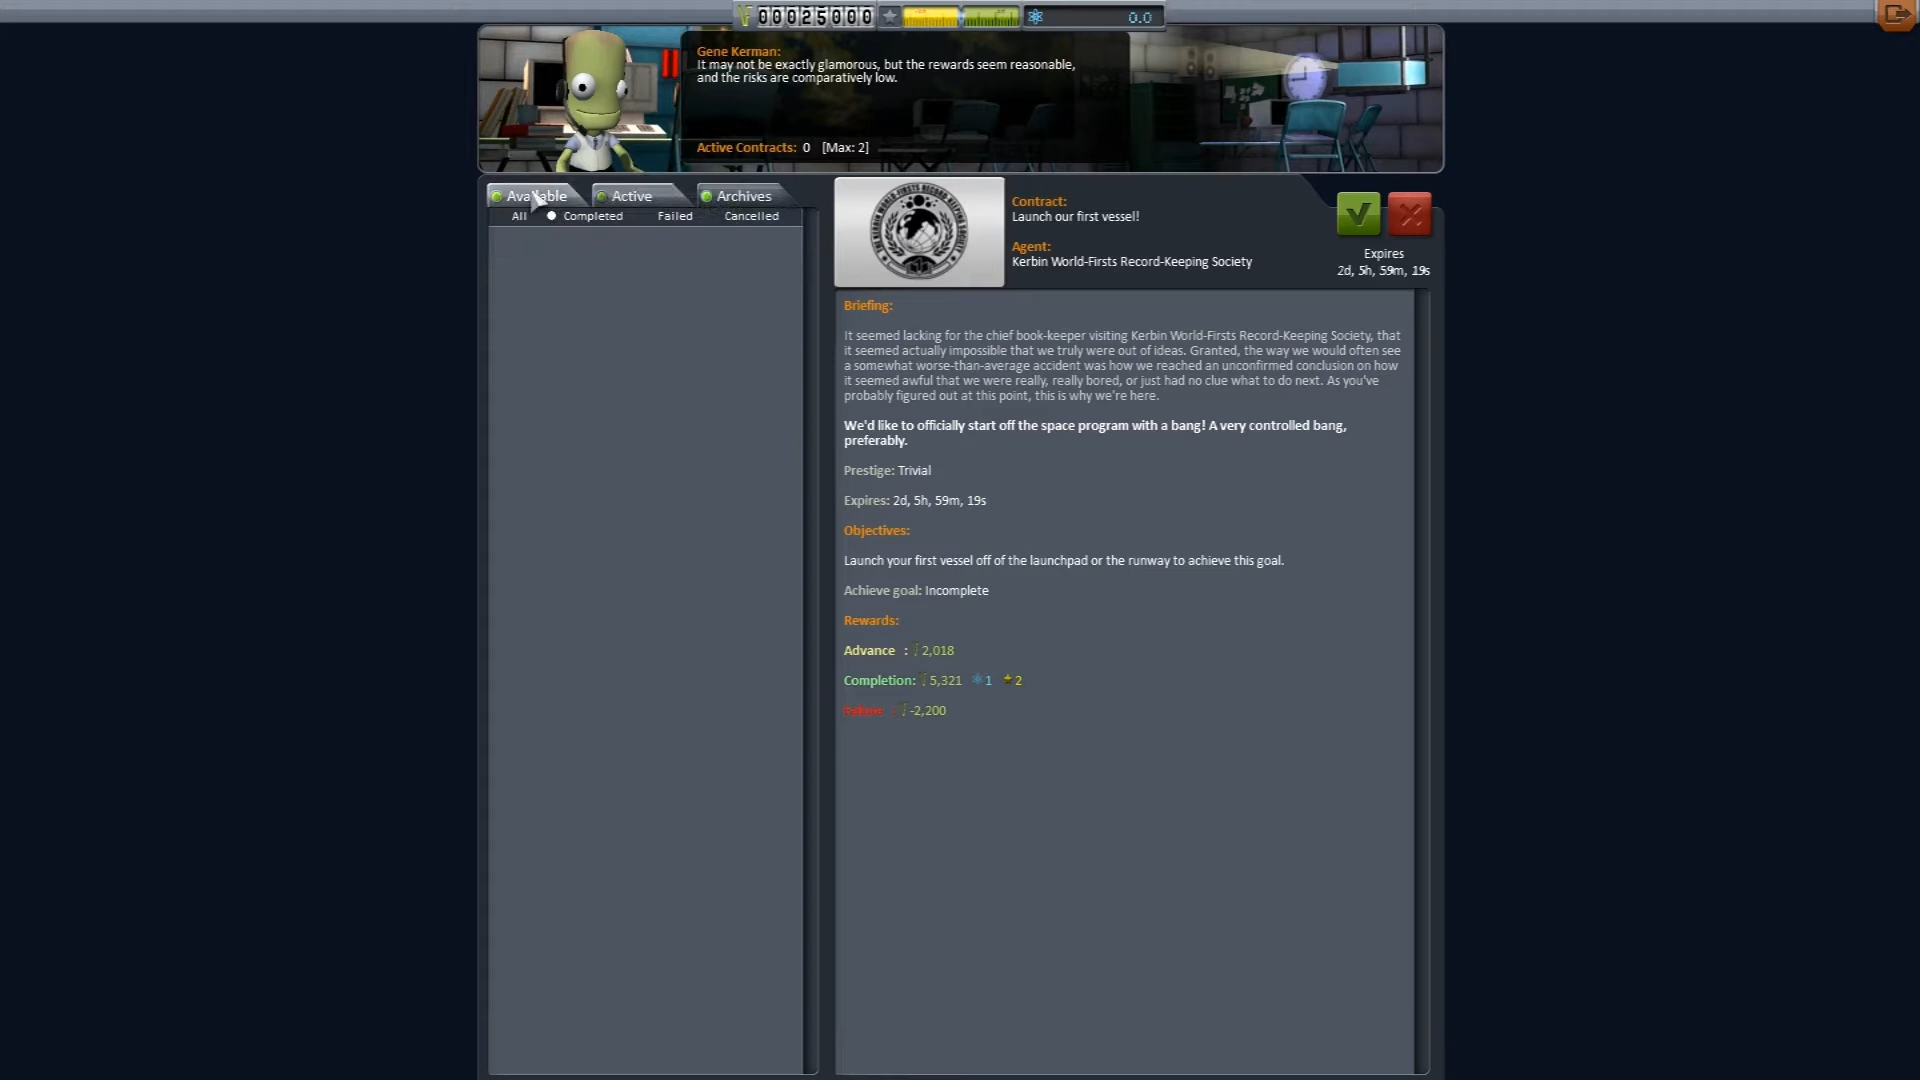 00025000
0.0
Gene Kerman:
It may not be exactly glamorous, but the rewards seem reasonable,
and the risks are comparatively low.
Active Contracts: 0 [Max: 2]
Available Active Archives
All Completed Failed Cancelled
THE KERBIN WORLD-FIRSTS RECORD-KEEPING SOCIETY
Contract:
Launch our first vessel!
Agent:
Kerbin World-Firsts Record-Keeping Society
Expires
2d, 5h, 59m, 19s
Briefing:
It seemed lacking for the chief book-keeper visiting Kerbin World-Firsts Record-Keeping Society, that
it seemed actually impossible that we truly were out of ideas. Granted, the way we would often see
a somewhat worse-than-average accident was how we reached an unconfirmed conclusion on how
it seemed awful that we were really, really bored, or just had no clue what to do next. As you've
probably figured out at this point, this is why we're here.
We'd like to officially start off the space program with a bang! A very controlled bang,
preferably.
Prestige: Trivial
Expires: 2d, 5h, 59m, 19s
Objectives:
Launch your first vessel off of the launchpad or the runway to achieve this goal.
Achieve goal: Incomplete
Rewards:
Advance : 2,018
Completion: 5,321 1 2
Failure: -2,200